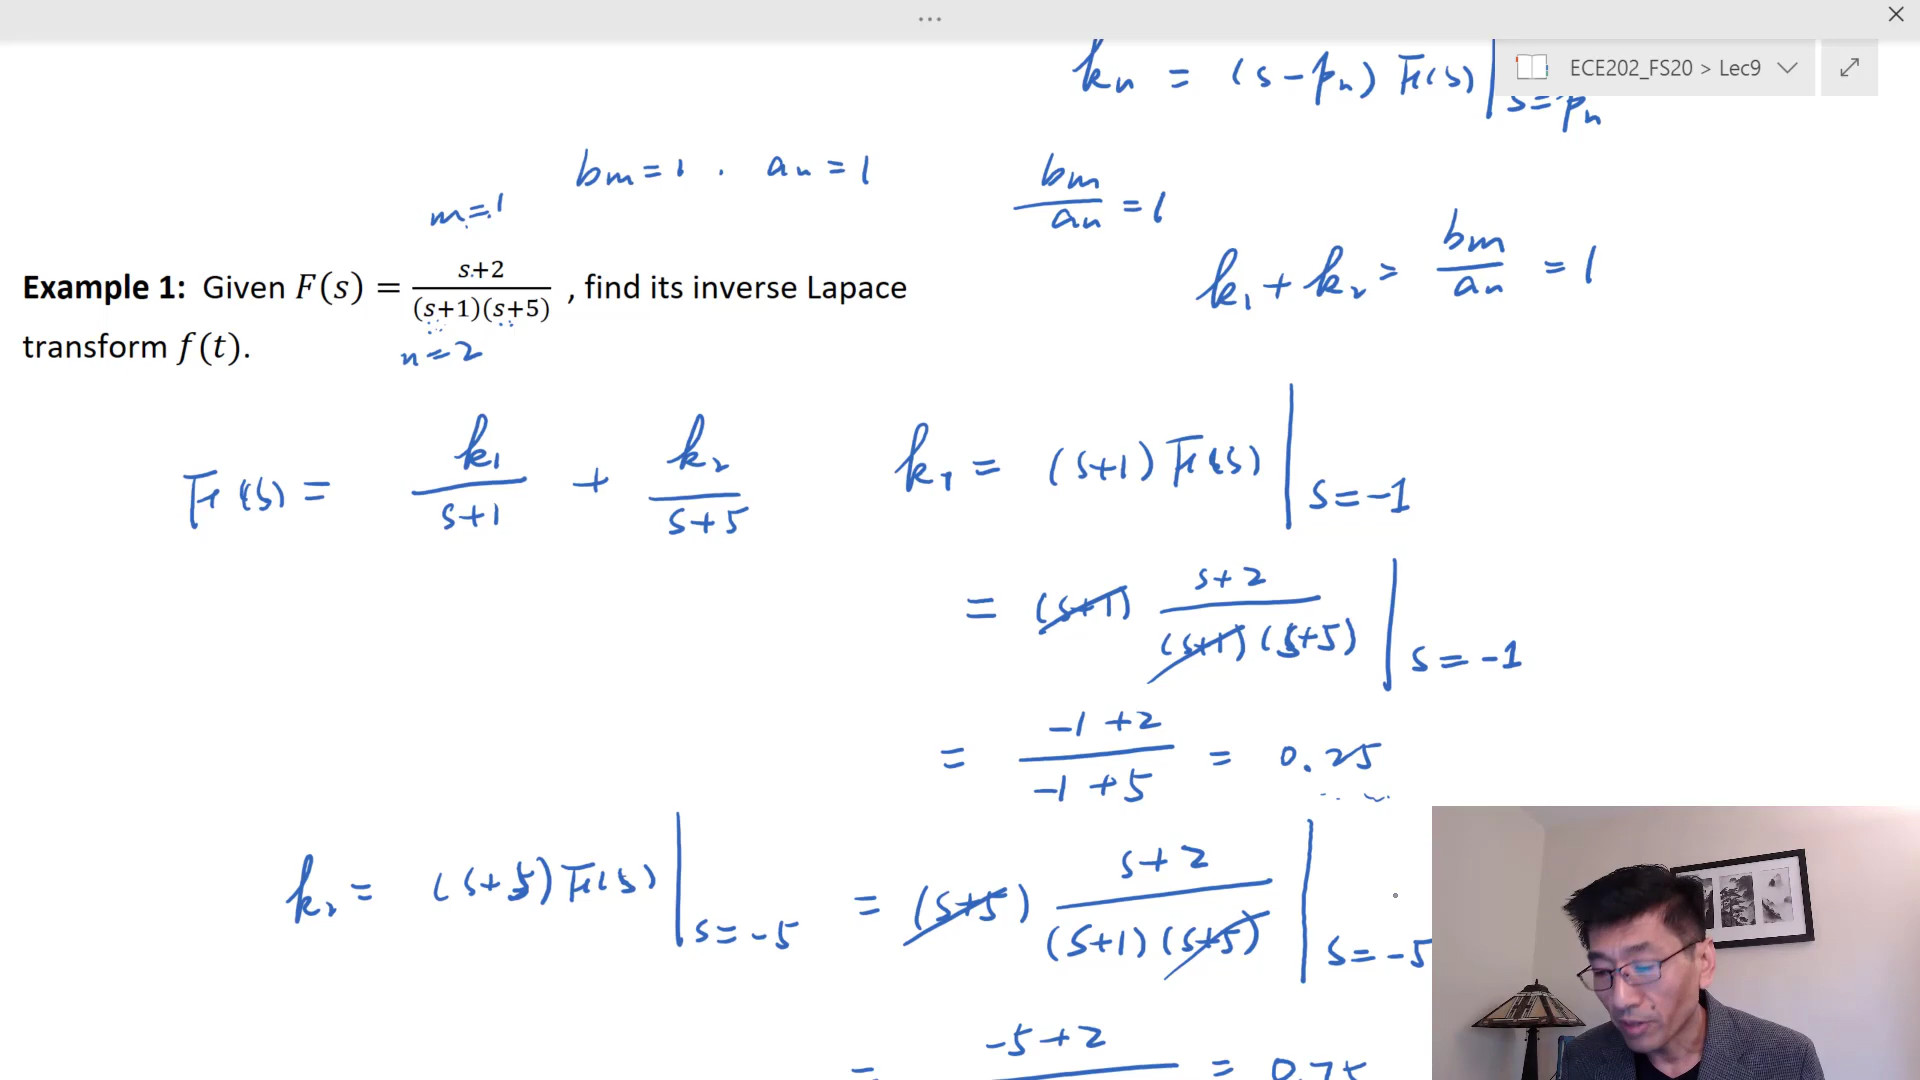 ...
kn = (s-pn) F(s) | s=pn
ECE202_FS20 > Lec9
bm=1 . an=1
bm/an = 1
m=1
k1+k2 = bm/an = 1
Example 1: Given F(s) = s+2/(s+1)(s+5) , find its inverse Lapace
transform f(t).
n=2
F(s) = k1/s+1 + k2/s+5
k1 = (s+1) F(s) | s=-1
= (s+1) s+2/(s+1)(s+5) | s=-1
= -1+2/-1+5 = 0.25
k2 = (s+5) F(s) | s=-5 = (s+5) s+2/(s+1)(s+5) | s=-5
= -5+2 = 0.75